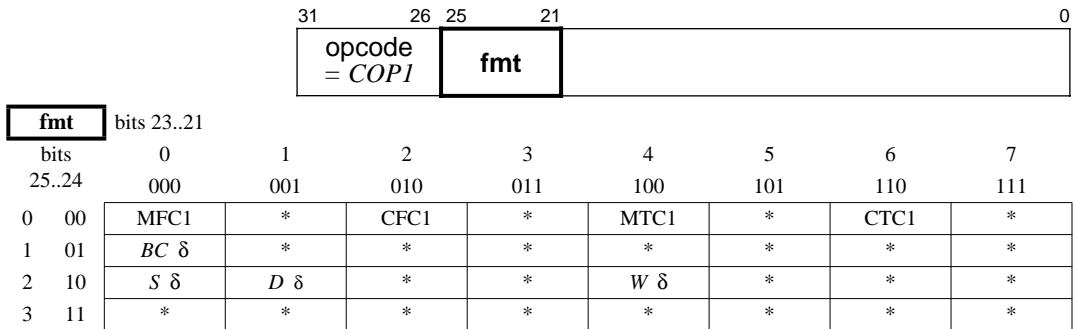 31 26 25 21 0
opcode
= COP1
fmt
fmt bits 23..21
bits 0 1 2 3 4 5 6 7
25..24 000 001 010 011 100 101 110 111
0 00 MFC1 * CFC1 * MTC1 * CTC1 *
1 01 BC δ * * * * * * *
2 10 S δ D δ * * W δ * * *
3 11 * * * * * * * *